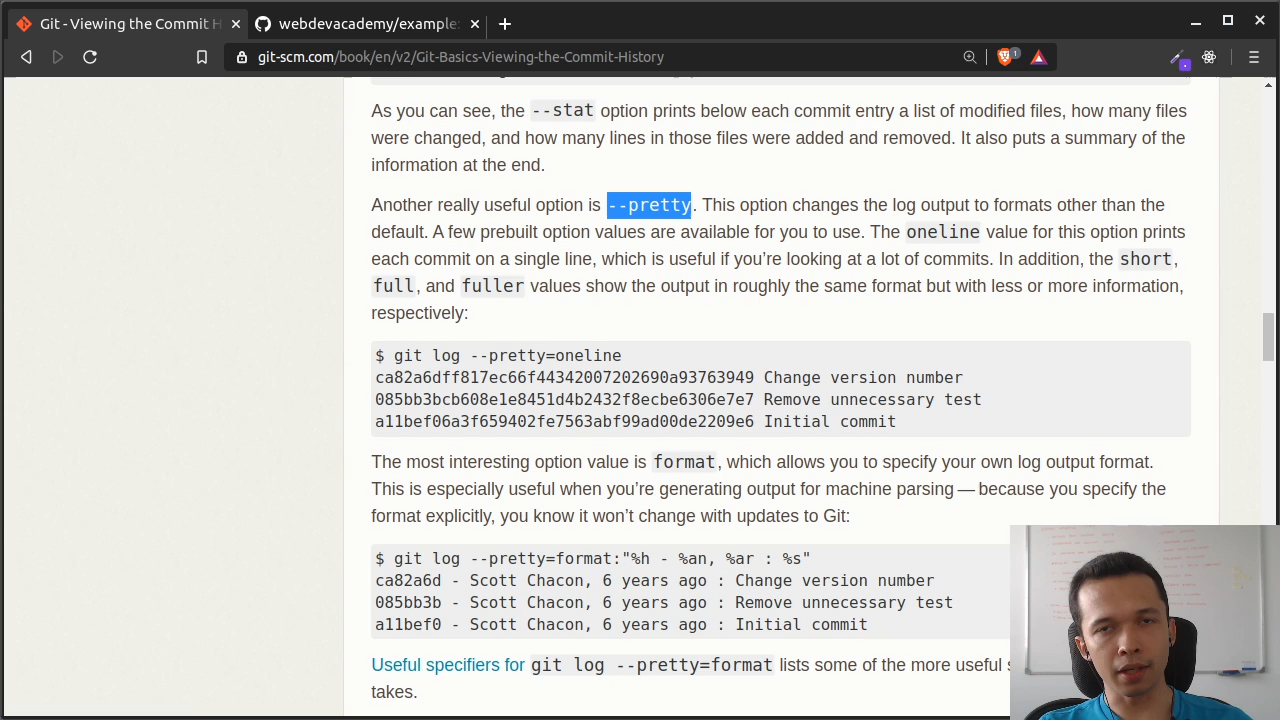 Git - Viewing the Commit H
webdevacademy/example
git-scm.com/book/en/v2/Git-Basics-Viewing-the-Commit-History
1
As you can see, the --stat option prints below each commit entry a list of modified files, how many files
were changed, and how many lines in those files were added and removed. It also puts a summary of the
information at the end.
Another really useful option is --pretty. This option changes the log output to formats other than the
default. A few prebuilt option values are available for you to use. The oneline value for this option prints
each commit on a single line, which is useful if you’re looking at a lot of commits. In addition, the short,
full, and fuller values show the output in roughly the same format but with less or more information,
respectively:
$ git log --pretty=oneline
ca82a6dff817ec66f44342007202690a93763949 Change version number
085bb3bcb608e1e8451d4b2432f8ecbe6306e7e7 Remove unnecessary test
a11bef06a3f659402fe7563abf99ad00de2209e6 Initial commit
The most interesting option value is format, which allows you to specify your own log output format.
This is especially useful when you’re generating output for machine parsing — because you specify the
format explicitly, you know it won’t change with updates to Git:
$ git log --pretty=format:"%h - %an, %ar : %s"
ca82a6d - Scott Chacon, 6 years ago : Change version number
085bb3b - Scott Chacon, 6 years ago : Remove unnecessary test
a11bef0 - Scott Chacon, 6 years ago : Initial commit
Useful specifiers for git log --pretty=format lists some of the more useful
takes.